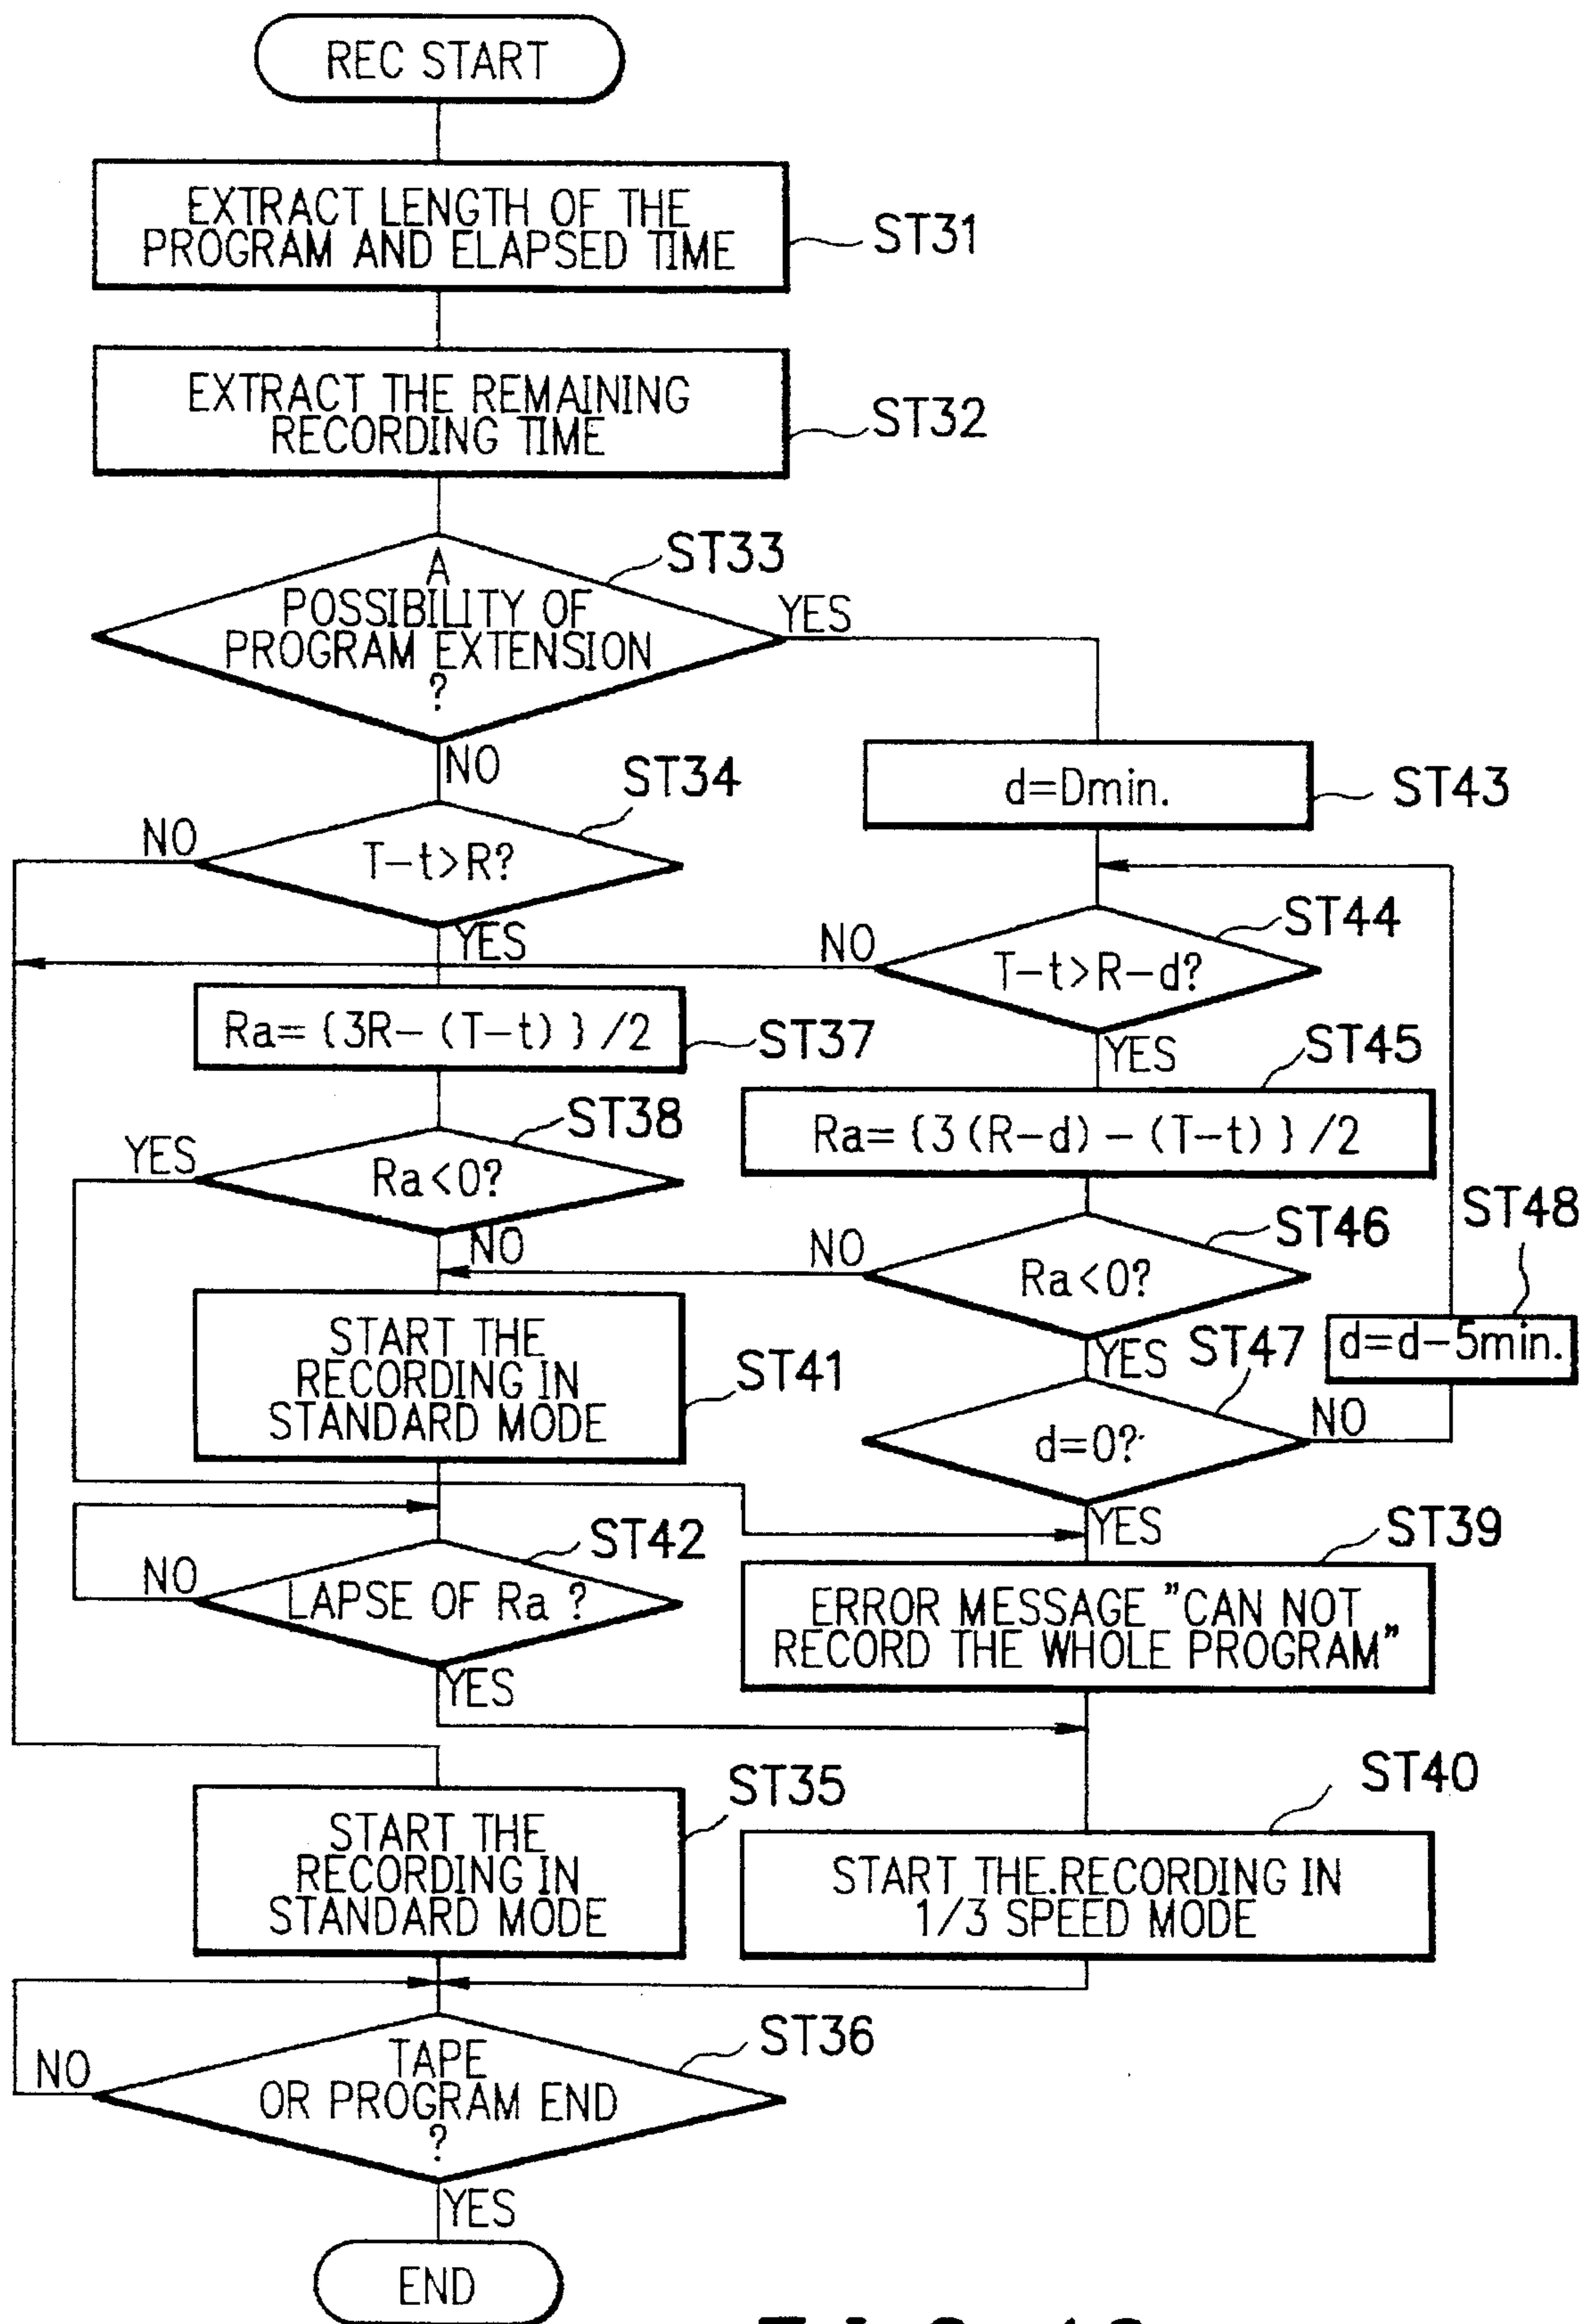 REC START
EXTRACT LENGTH OF THE
PROGRAM AND ELAPSED TIME
ST31
EXTRACT THE REMAINING
RECORDING TIME
ST32
A
POSSIBILITY OF
PROGRAM EXTENSION
?
ST33
YES
NO
d=Dmin.
ST43
ST34
NO
T-t>R?
YES
ST44
NO
T-t>R-d?
YES
Ra={3R-(T-t)}/2
ST37
ST45
Ra={3(R-d)-(T-t)}/2
ST38
YES
Ra<0?
NO
ST46
NO
Ra<0?
YES
ST48
d=d-5min.
START THE
RECORDING IN
STANDARD MODE
ST41
ST47
d=0?
NO
YES
ST42
NO
LAPSE OF Ra ?
YES
ST39
ERROR MESSAGE "CAN NOT
RECORD THE WHOLE PROGRAM"
ST35
START THE
RECORDING IN
STANDARD MODE
ST40
START THE.RECORDING IN
1/3 SPEED MODE
ST36
NO
TAPE
OR PROGRAM END
?
YES
END